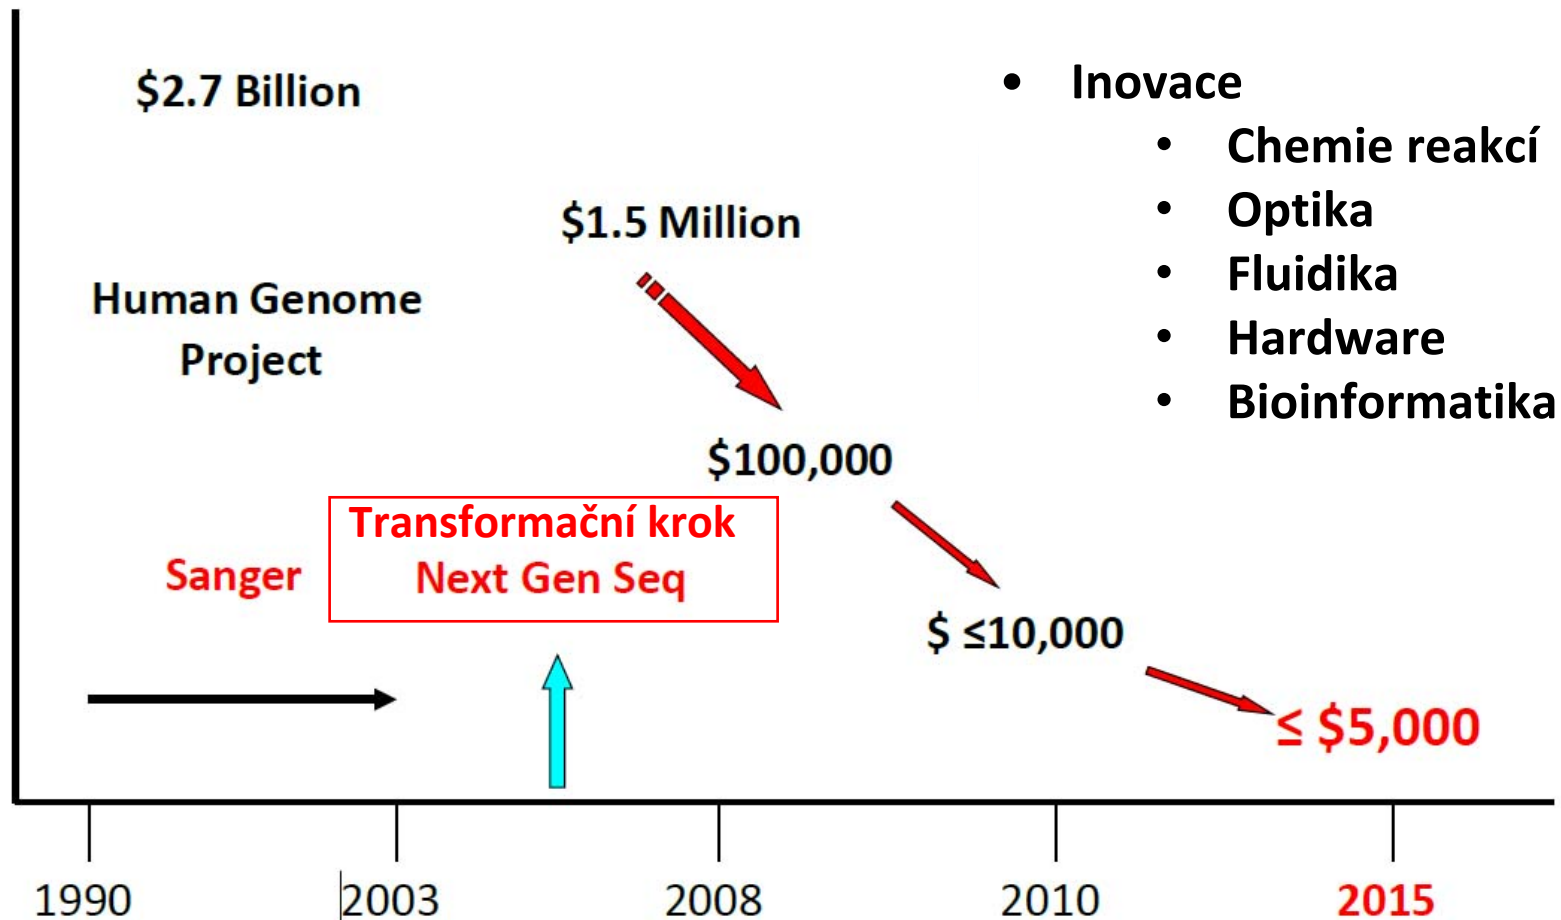 $2.7 Billion
• Inovace
• Chemie reakcí
• Optika
• Fluidika
• Hardware
• Bioinformatika
$1.5 Million
Human Genome
Project
$100,000
Transformační krok
Next Gen Seq
Sanger
$ ≤10,000
≤ $5,000
1990
2003
2008
2010
2015